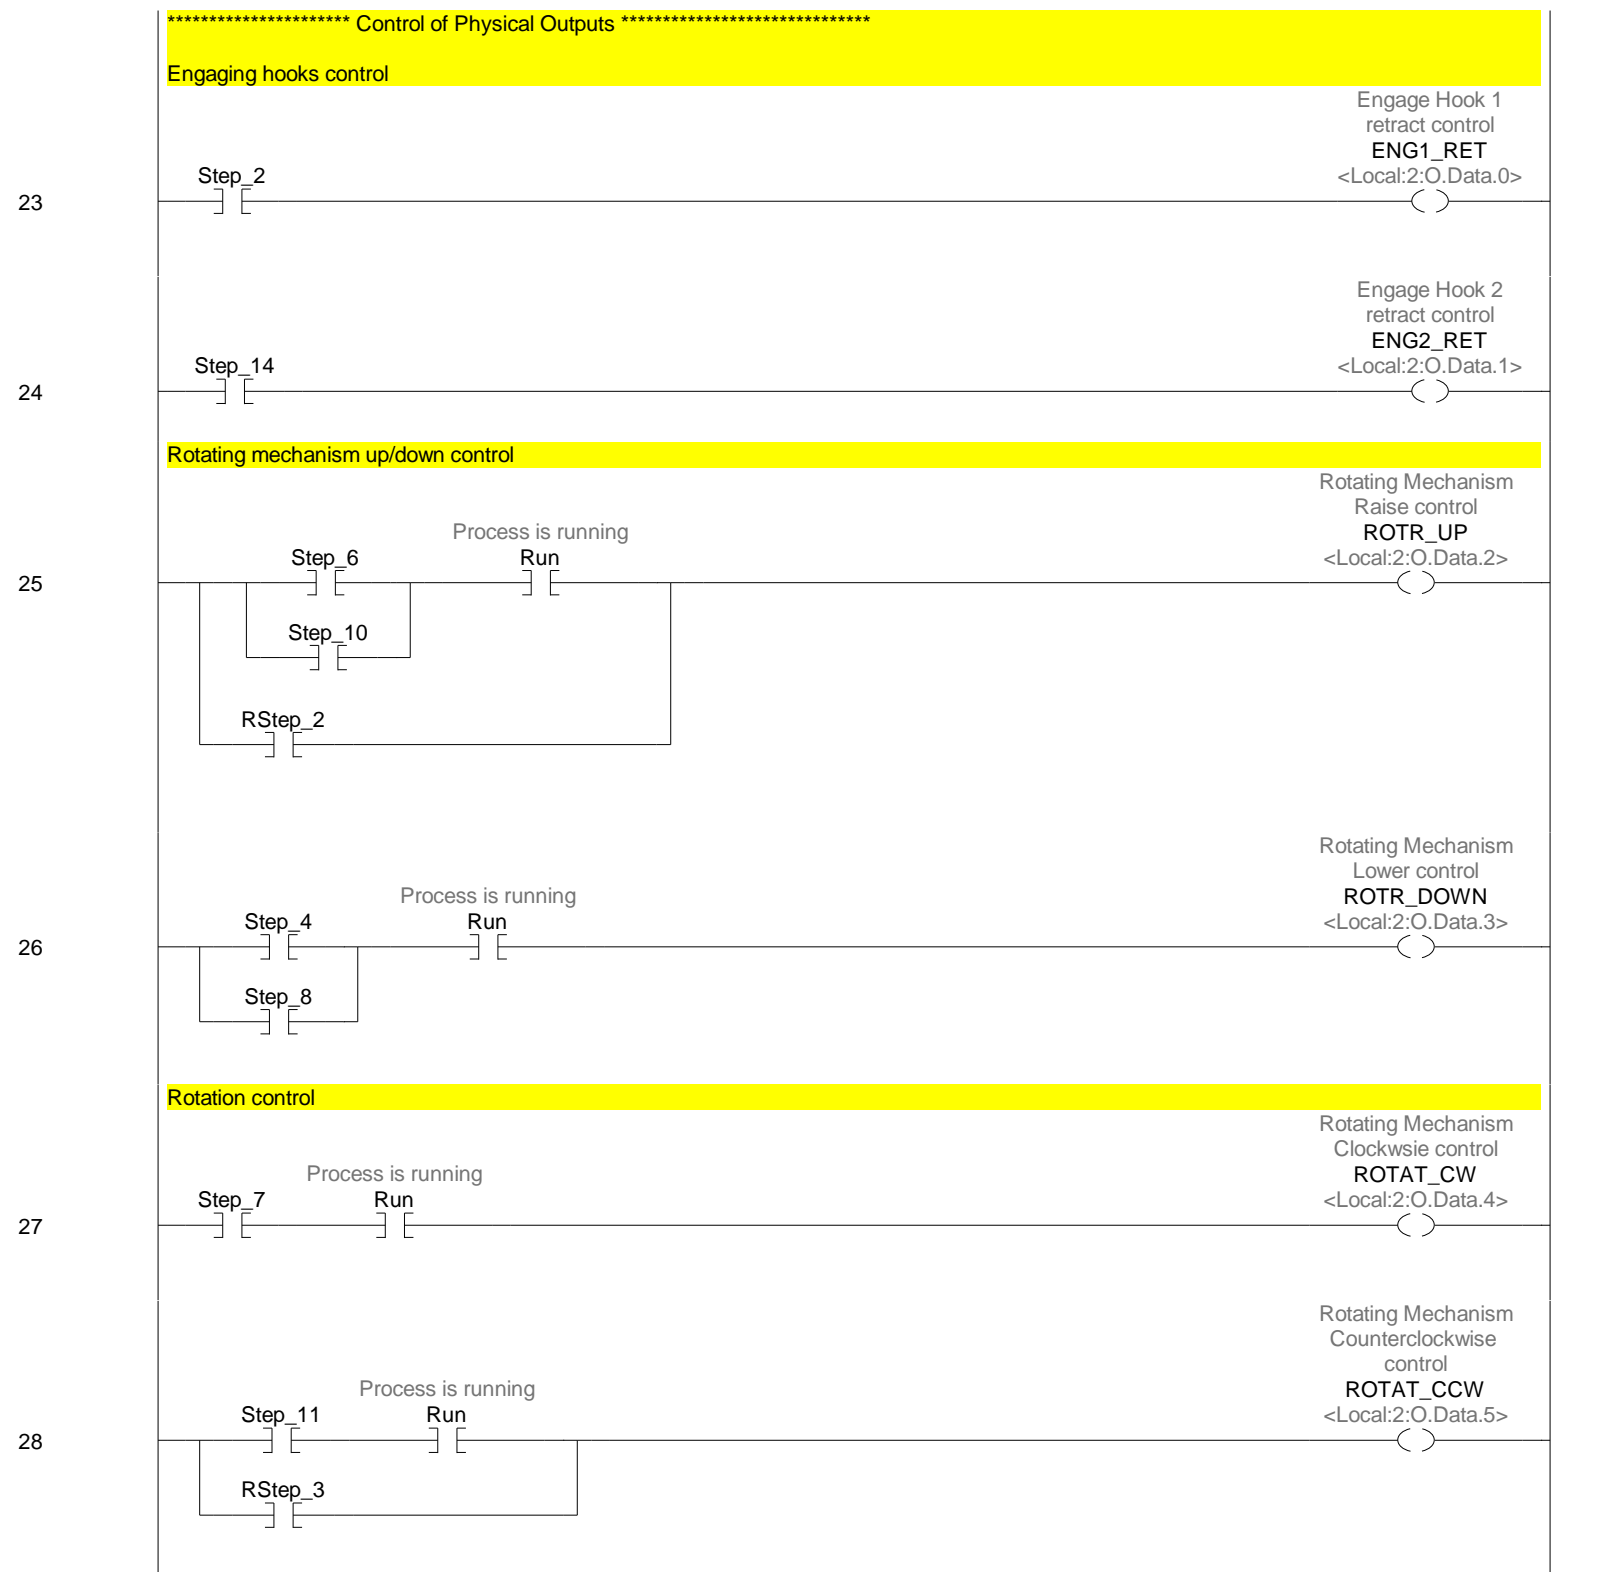 ********************** Control of Physical Outputs ******************************
Engaging hooks control
Engage Hook 1
retract control
ENG1_RET
<Local:2:O.Data.0>
Step_2
23
Engage Hook 2
retract control
ENG2_RET
<Local:2:O.Data.1>
Step_14
24
Rotating mechanism up/down control
Rotating Mechanism
Raise control
ROTR_UP
<Local:2:O.Data.2>
Process is running
Step_6
Run
25
Step_10
RStep_2
Rotating Mechanism
Lower control
ROTR_DOWN
<Local:2:O.Data.3>
Process is running
Step_4
Run
26
Step_8
Rotation control
Rotating Mechanism
Clockwsie control
ROTAT_CW
<Local:2:O.Data.4>
Process is running
Step_7
Run
27
Rotating Mechanism
Counterclockwise
control
ROTAT_CCW
<Local:2:O.Data.5>
Process is running
Step_11
Run
28
RStep_3